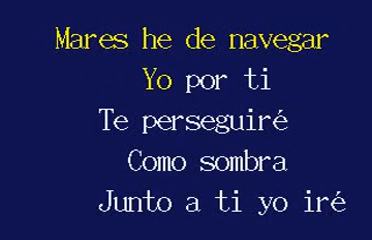 Mares he de navegar
Yo por ti
Te perseguiré
Como sombra
Junto a ti yo iré